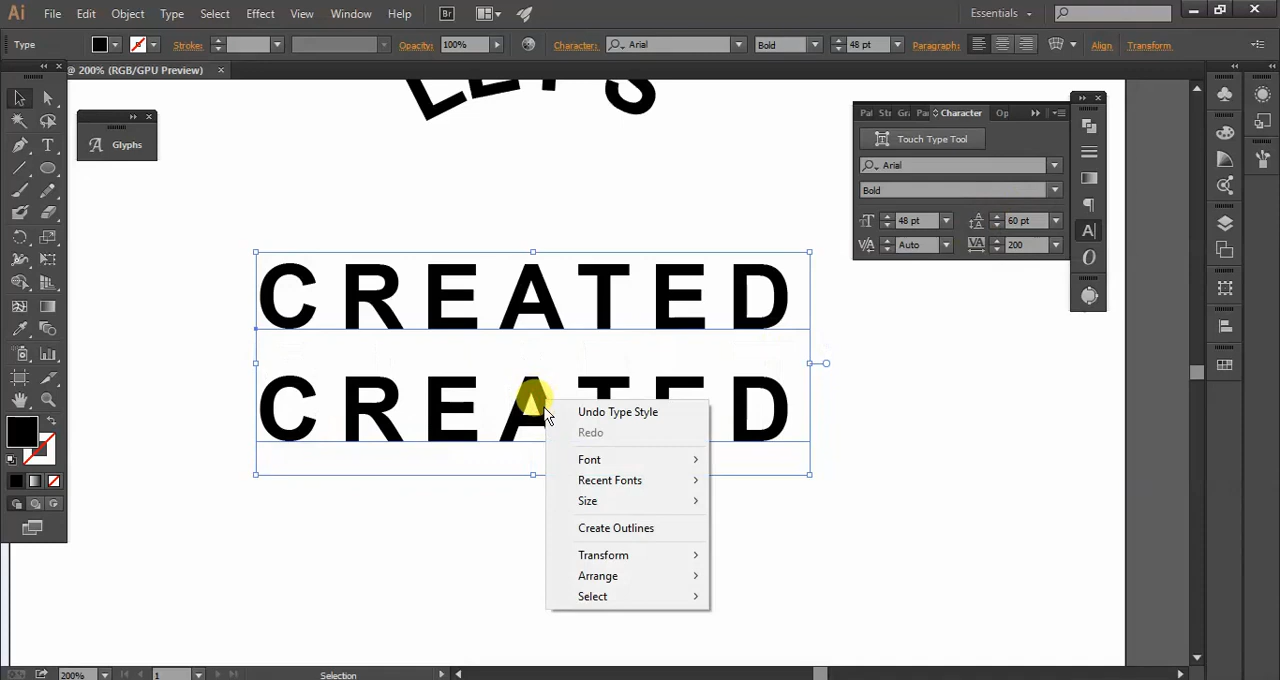 Ai File Edit Object Type Select Effect View Window Help Br Essentials
Type Stroke: Opacity: 100% Character: Arial Bold 48 pt Paragraph: Align Transform
@ 200% (RGB/GPU Preview)
LET'S
Glyphs
Character
Touch Type Tool
Arial
Bold
48 pt 60 pt
Auto 200
CREATED
CREATED
Undo Type Style
Redo
Font
Recent Fonts
Size
Create Outlines
Transform
Arrange
Select
200% 1 Selection